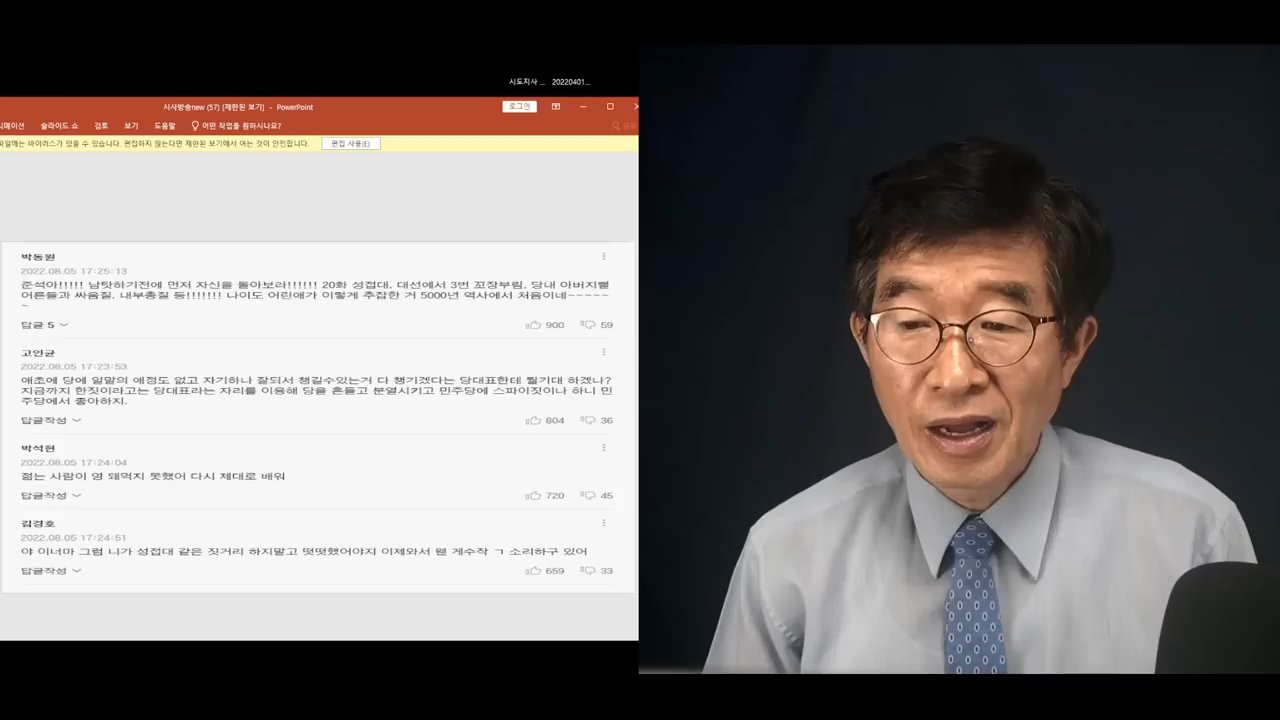 시도지사 ... 20220401...
시사방송new (57) [제한된 보기] - PowerPoint
로그인
니메이션 슬라이드 쇼 검토 보기 도움말 어떤 작업을 원하시나요? 공유
파일에는 바이러스가 있을 수 있습니다. 편집하지 않는다면 제한된 보기에서 여는 것이 안전합니다. 편집 사용(E)
박동원
2022.08.05 17:25:13
준석아!!!!! 남탓하기전에 먼저 자신을 돌아보라!!!!!! 20화 성접대, 대선에서 3번 꼬장부림, 당내 아버지뻘
어른들과 싸움질, 내부총질 등!!!!!!! 나이도 어린애가 이렇게 추잡한 거 5000년 역사에서 처음이네~~~~~
~
답글 5 900 59
고인균
2022.08.05 17:23:53
애초에 당에 일말의 애정도 없고 자기하나 잘되서 챙길수있는거 다 챙기겠다는 당대표한테 뭘기대 하겠나?
지금까지 한짓이라고는 당대표라는 자리를 이용해 당을 흔들고 분열시키고 민주당에 스파이짓이나 하니 민
주당에서 좋아하지.
답글작성 804 36
박석현
2022.08.05 17:24:04
젊는 사람이 영 돼먹지 못했어 다시 제대로 배워
답글작성 720 45
김경호
2022.08.05 17:24:51
야 이너마 그럼 니가 성접대 같은 짓거리 하지말고 떳떳했어야지 이제와서 웬 게수작 ㄱ 소리하구 있어
답글작성 659 33